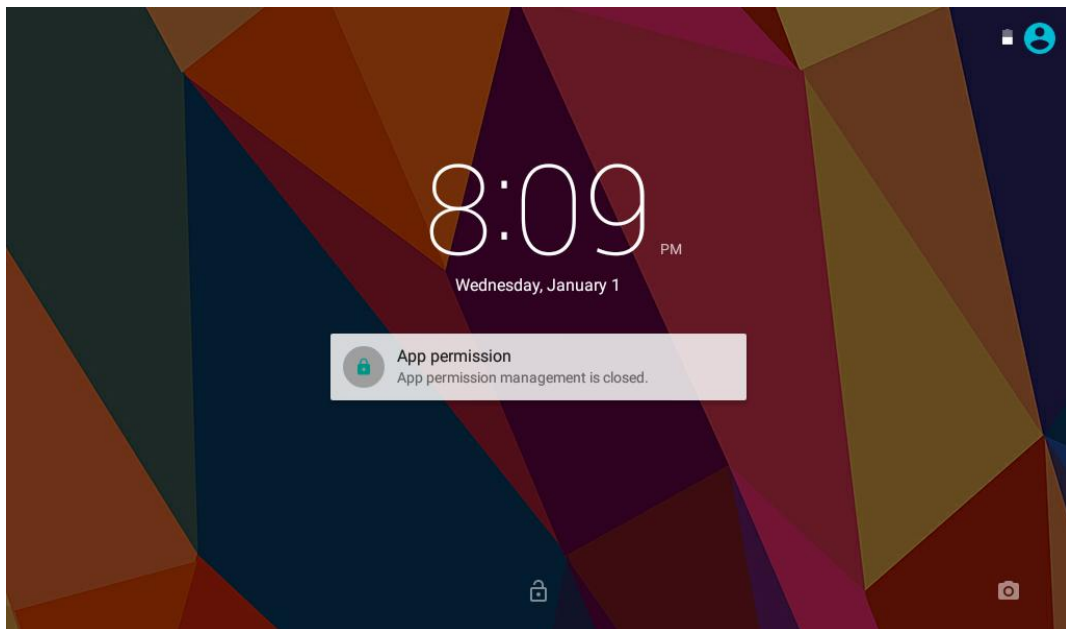 8:09
PM
Wednesday, January 1
App permission
App permission management is closed.